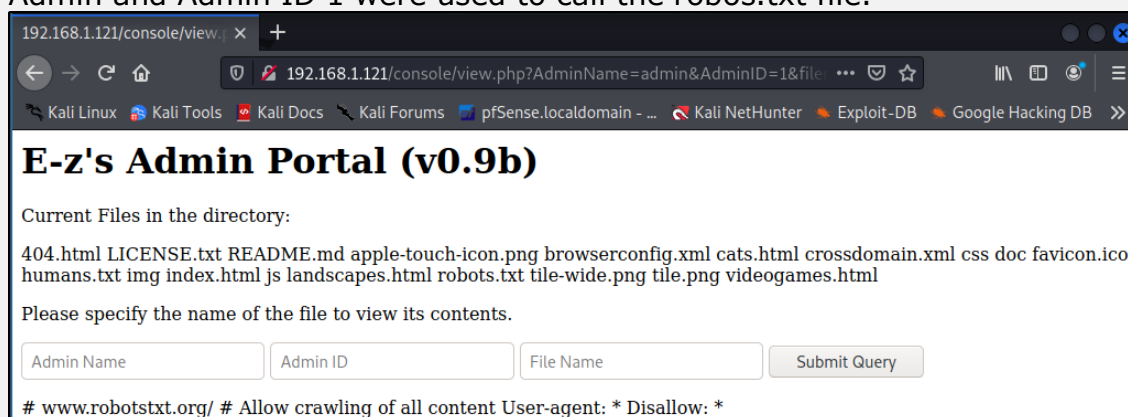 Admin and Admin ID 1 were used to call the robos.txt file.
192.168.1.121/console/view.
192.168.1.121/console/view.php?AdminName=admin&AdminID=1&file
Kali Linux Kali Tools Kali Docs Kali Forums pfSense.localdomain - ... Kali NetHunter Exploit-DB Google Hacking DB
E-z's Admin Portal (v0.9b)
Current Files in the directory:
404.html LICENSE.txt README.md apple-touch-icon.png browserconfig.xml cats.html crossdomain.xml css doc favicon.ico
humans.txt img index.html js landscapes.html robots.txt tile-wide.png tile.png videogames.html
Please specify the name of the file to view its contents.
Admin Name Admin ID File Name Submit Query
# www.robotstxt.org/ # Allow crawling of all content User-agent: * Disallow: *